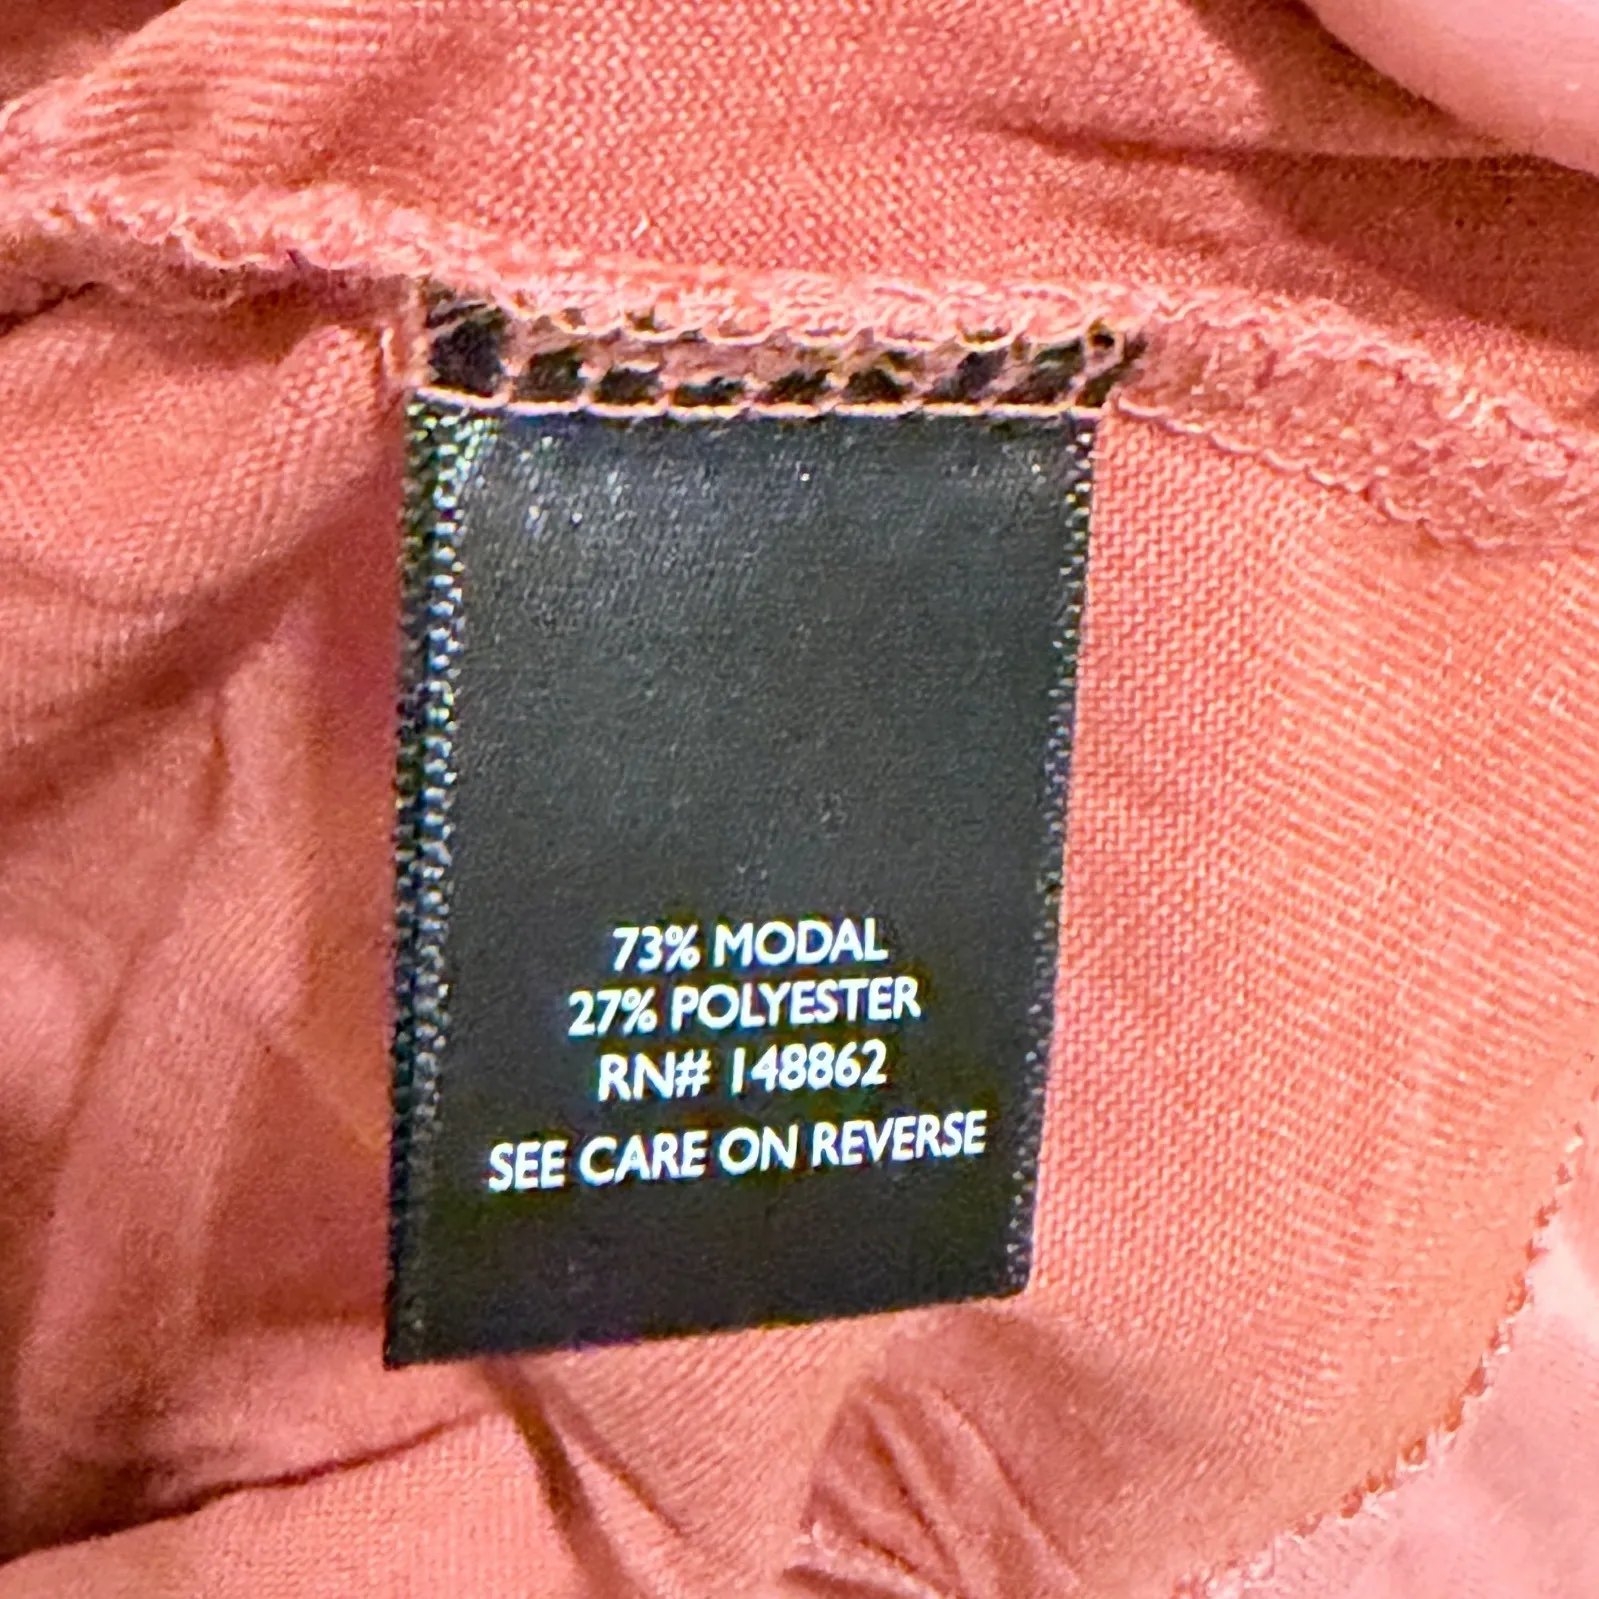 73% MODAL
27% POLYESTER
RN# 148862
SEE CARE ON REVERSE